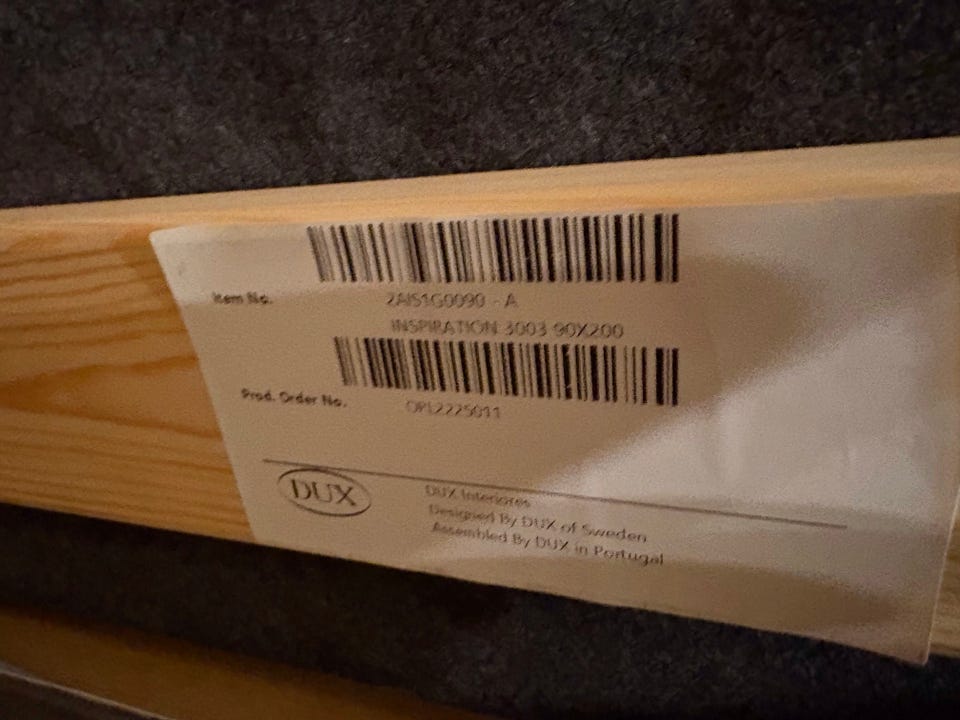 Item No. 2AIS1G0090 - A
INSPIRATION 3003 90X200
Prod. Order No. OPL2225011
DUX
DUX Interiores
Designed By DUX of Sweden
Assembled By DUX in Portugal